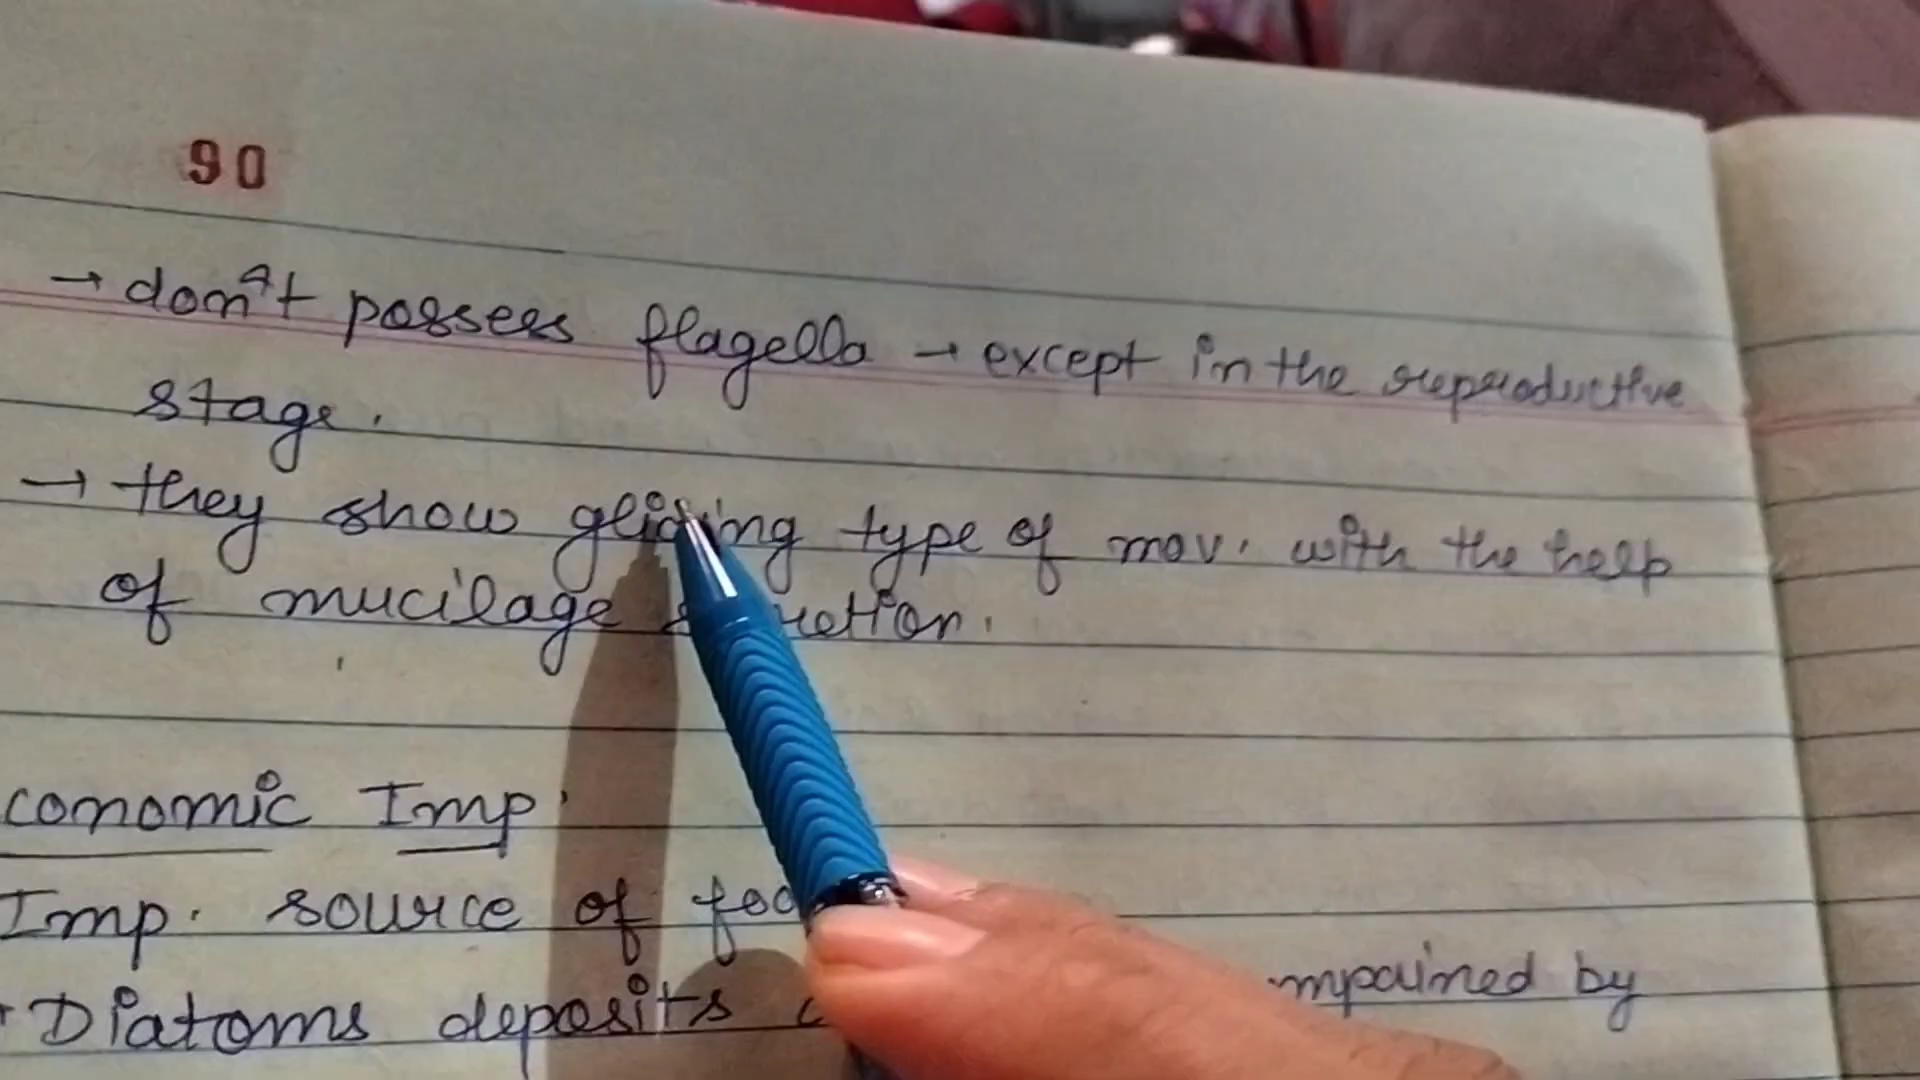 90
→ don't possess flagella → except in the reproductive
stage.
→ they show gliding type of mov. with the help
of mucilage
conomic Imp.
Imp. source of
Diatoms deposits by